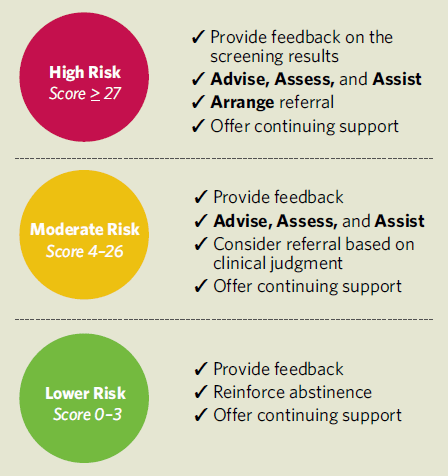 High Risk
Score ≥ 27
✓ Provide feedback on the
screening results
✓ Advise, Assess, and Assist
✓ Arrange referral
✓ Offer continuing support
Moderate Risk
Score 4–26
✓ Provide feedback
✓ Advise, Assess, and Assist
✓ Consider referral based on
clinical judgment
✓ Offer continuing support
Lower Risk
Score 0–3
✓ Provide feedback
✓ Reinforce abstinence
✓ Offer continuing support